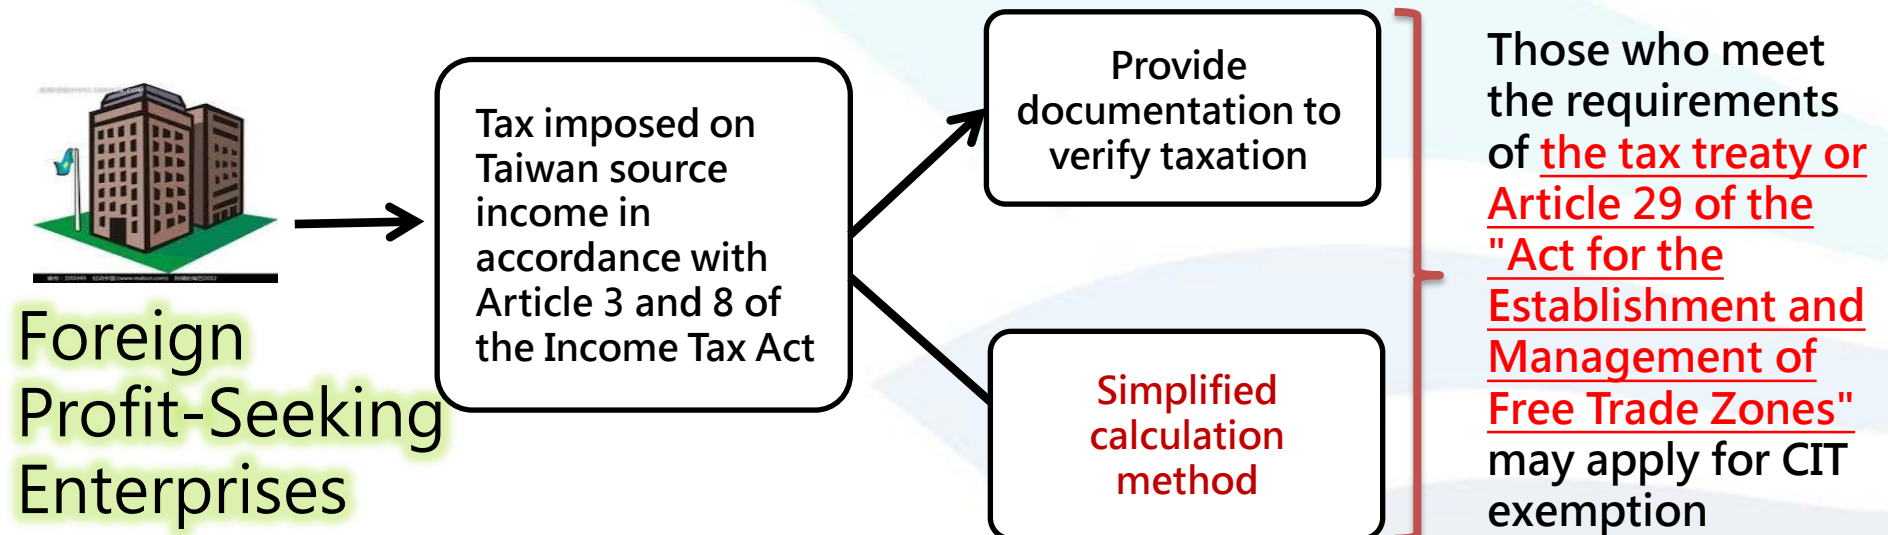 Foreign
Profit-Seeking
Enterprises
Tax imposed on
Taiwan source
income in
accordance with
Article 3 and 8 of
the Income Tax Act
Provide
documentation to
verify taxation
Simplified
calculation
method
Those who meet
the requirements
of the tax treaty or
Article 29 of the
"Act for the
Establishment and
Management of
Free Trade Zones"
may apply for CIT
exemption